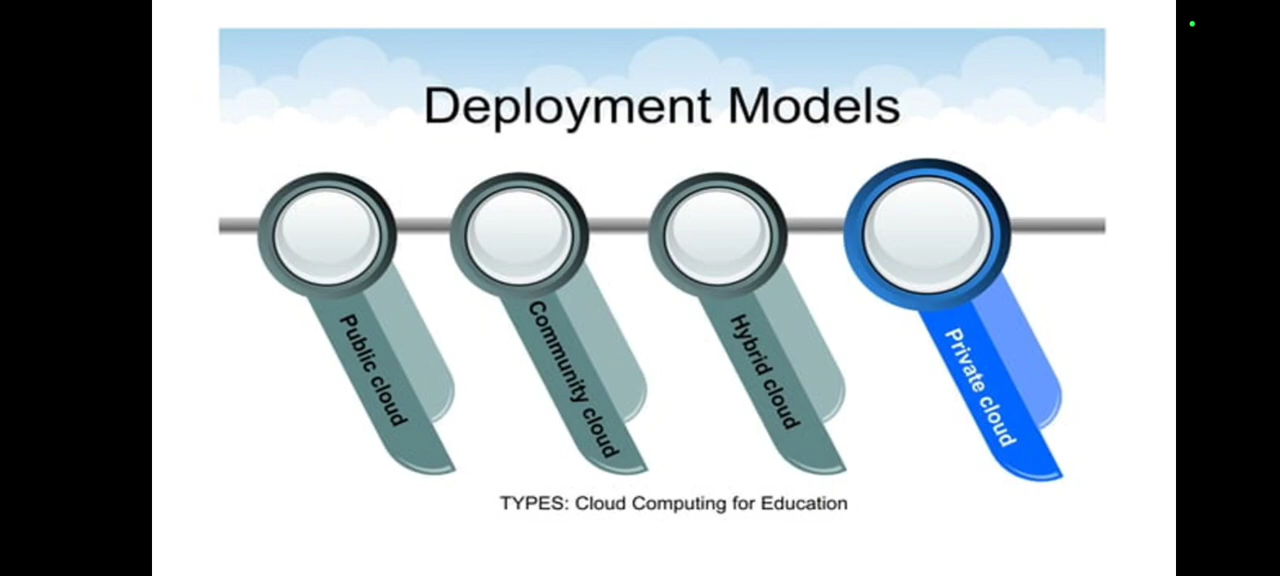 Deployment Models
Public cloud
Community cloud
Hybrid cloud
Private cloud
TYPES: Cloud Computing for Education